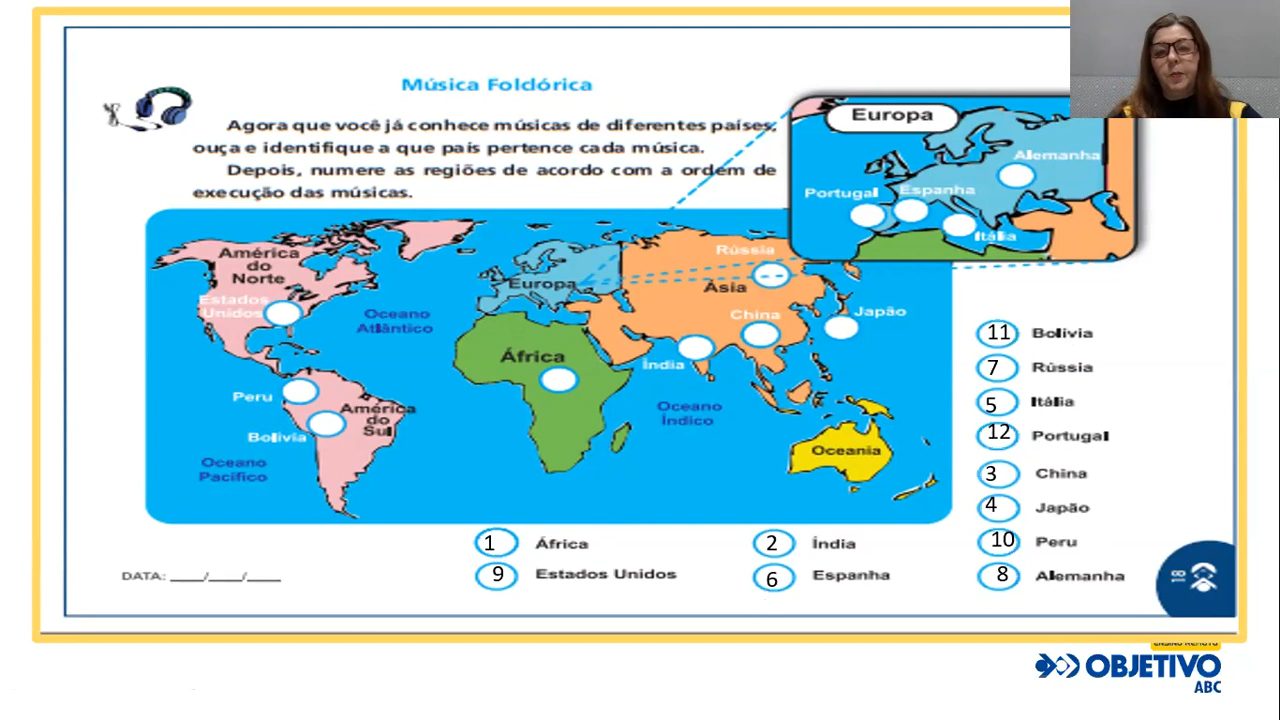 Música Folclórica
Agora que você já conhece músicas de diferentes países,
ouça e identifique a que país pertence cada música.
Depois, numere as regiões de acordo com a ordem de
execução das músicas.
Europa
Alemanha
Portugal
Espanha
Itália
América
do
Norte
Estados
Unidos
Oceano
Atlântico
Europa
Rússia
Ásia
China
Japão
Índia
África
Peru
América
do
Sul
Bolívia
Oceano
Pacífico
Oceano
Índico
Oceania
11 Bolívia
7 Rússia
5 Itália
12 Portugal
3 China
4 Japão
10 Peru
8 Alemanha
1 África
2 Índia
9 Estados Unidos
6 Espanha
DATA: ____/____/____
18
ENSINO REMOTO
OBJETIVO
ABC